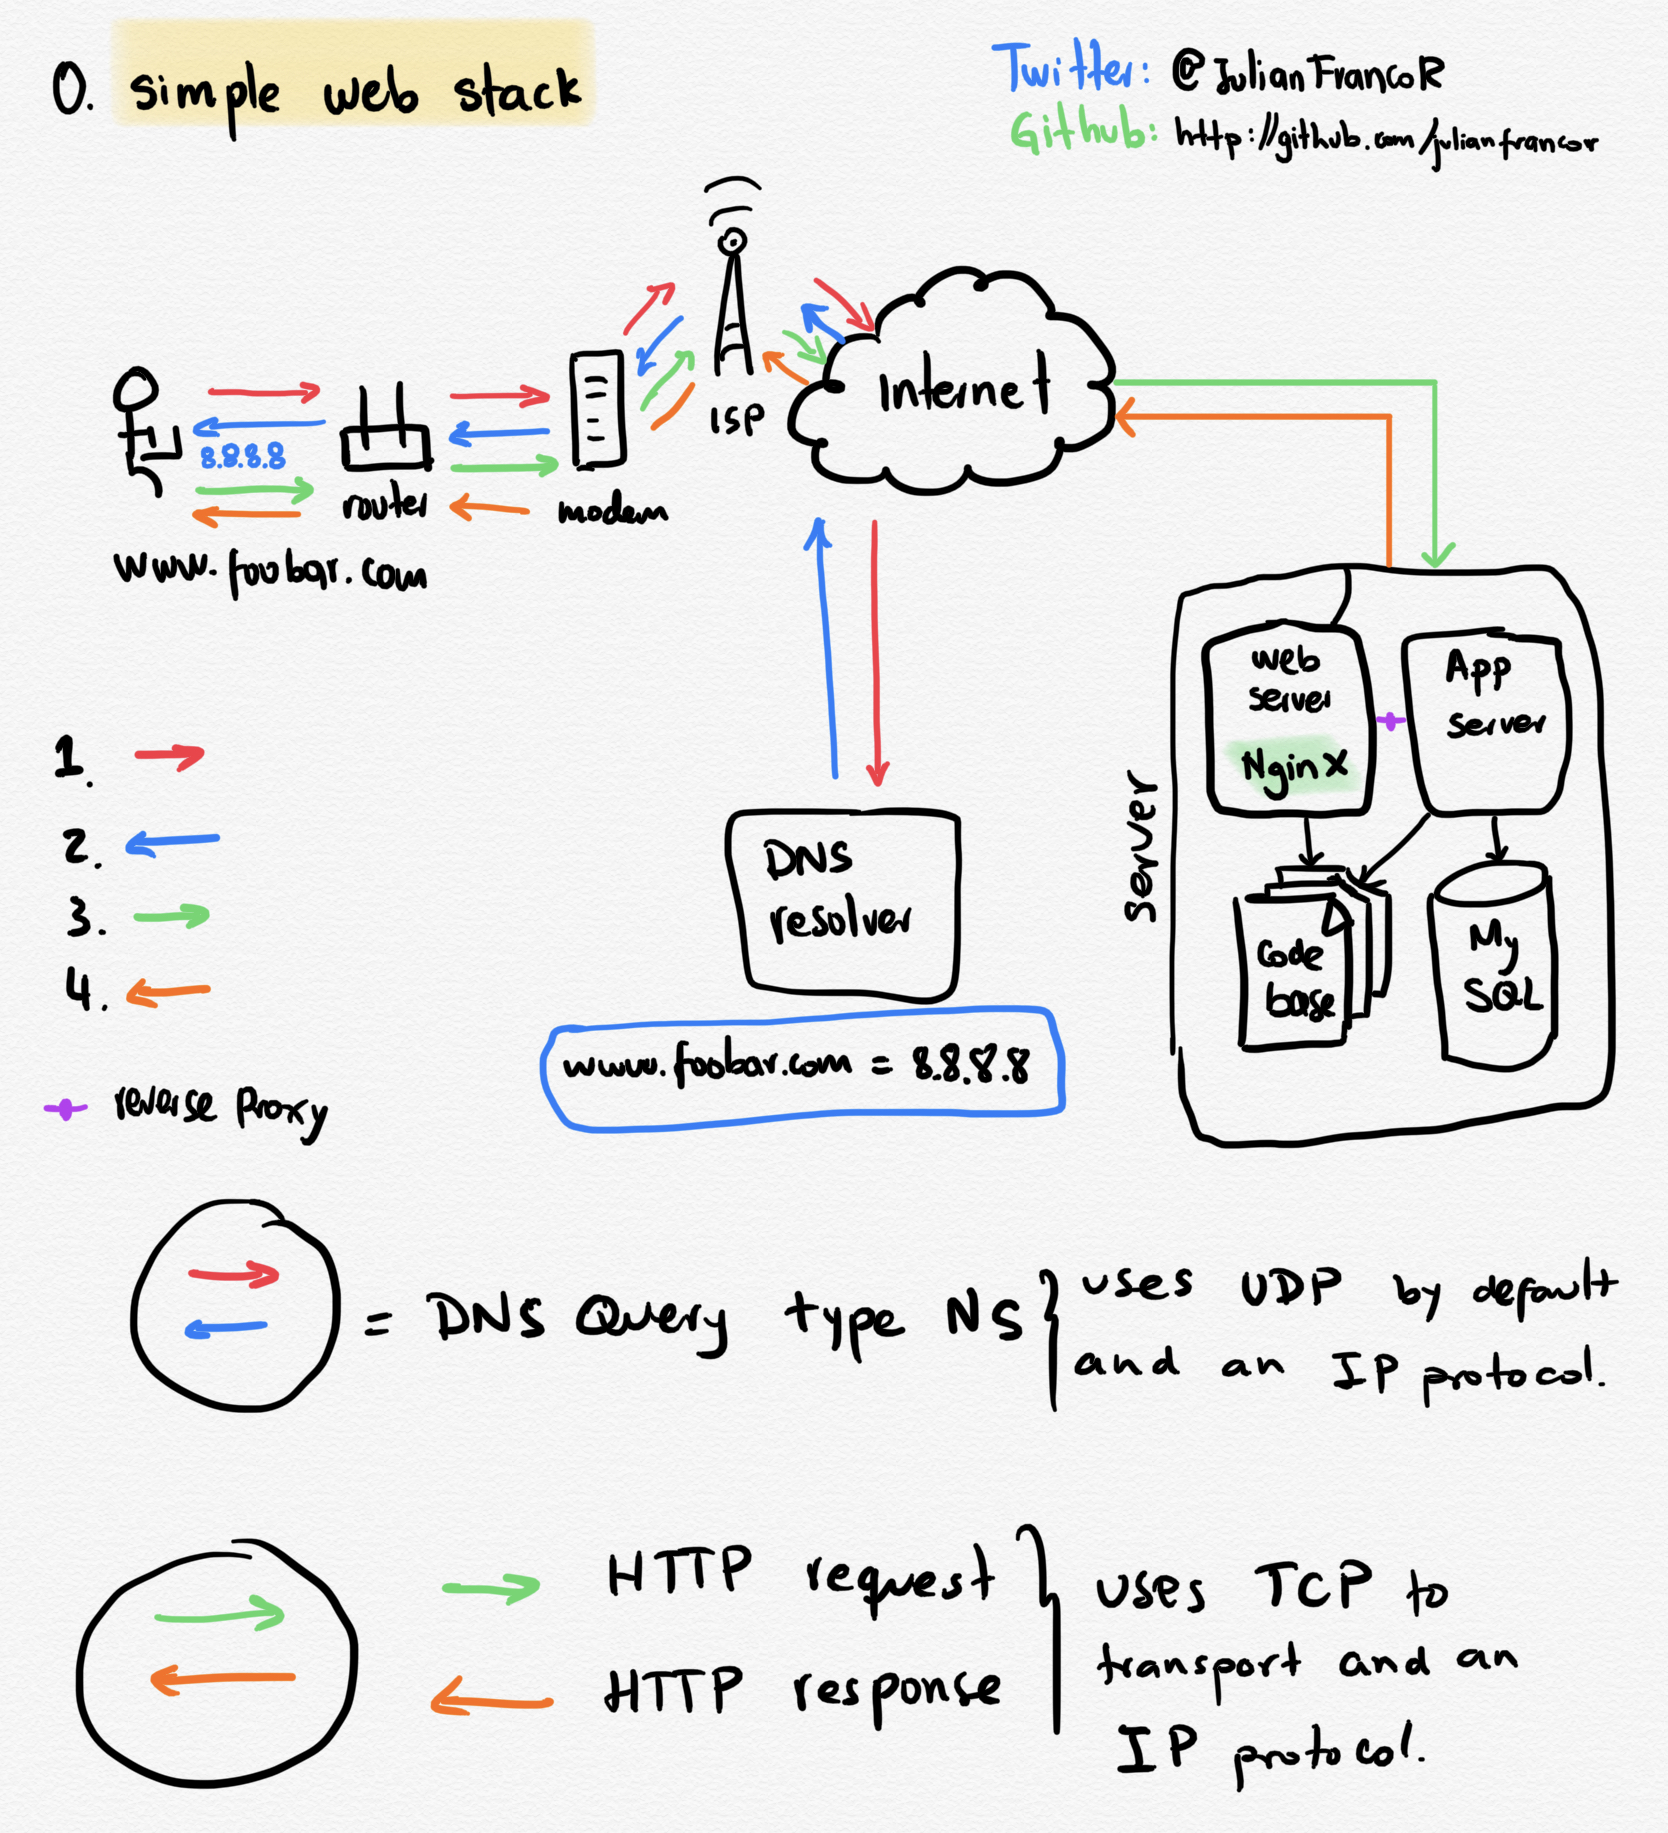 0. simple web stack
Twitter: @JulianFrancoR
Github: http://github.com/julianfrancor
ISP
Internet
8.8.8.8
router
modem
www.foobar.com
web
server
Nginx
App
server
Server
Code
base
My
SQL
DNS
resolver
www.foobar.com = 8.8.8.8
1.
2.
3.
4.
reverse Proxy
= DNS Query type NS
uses UDP by default
and an IP protocol.
HTTP request
HTTP response
uses TCP to
transport and an
IP protocol.